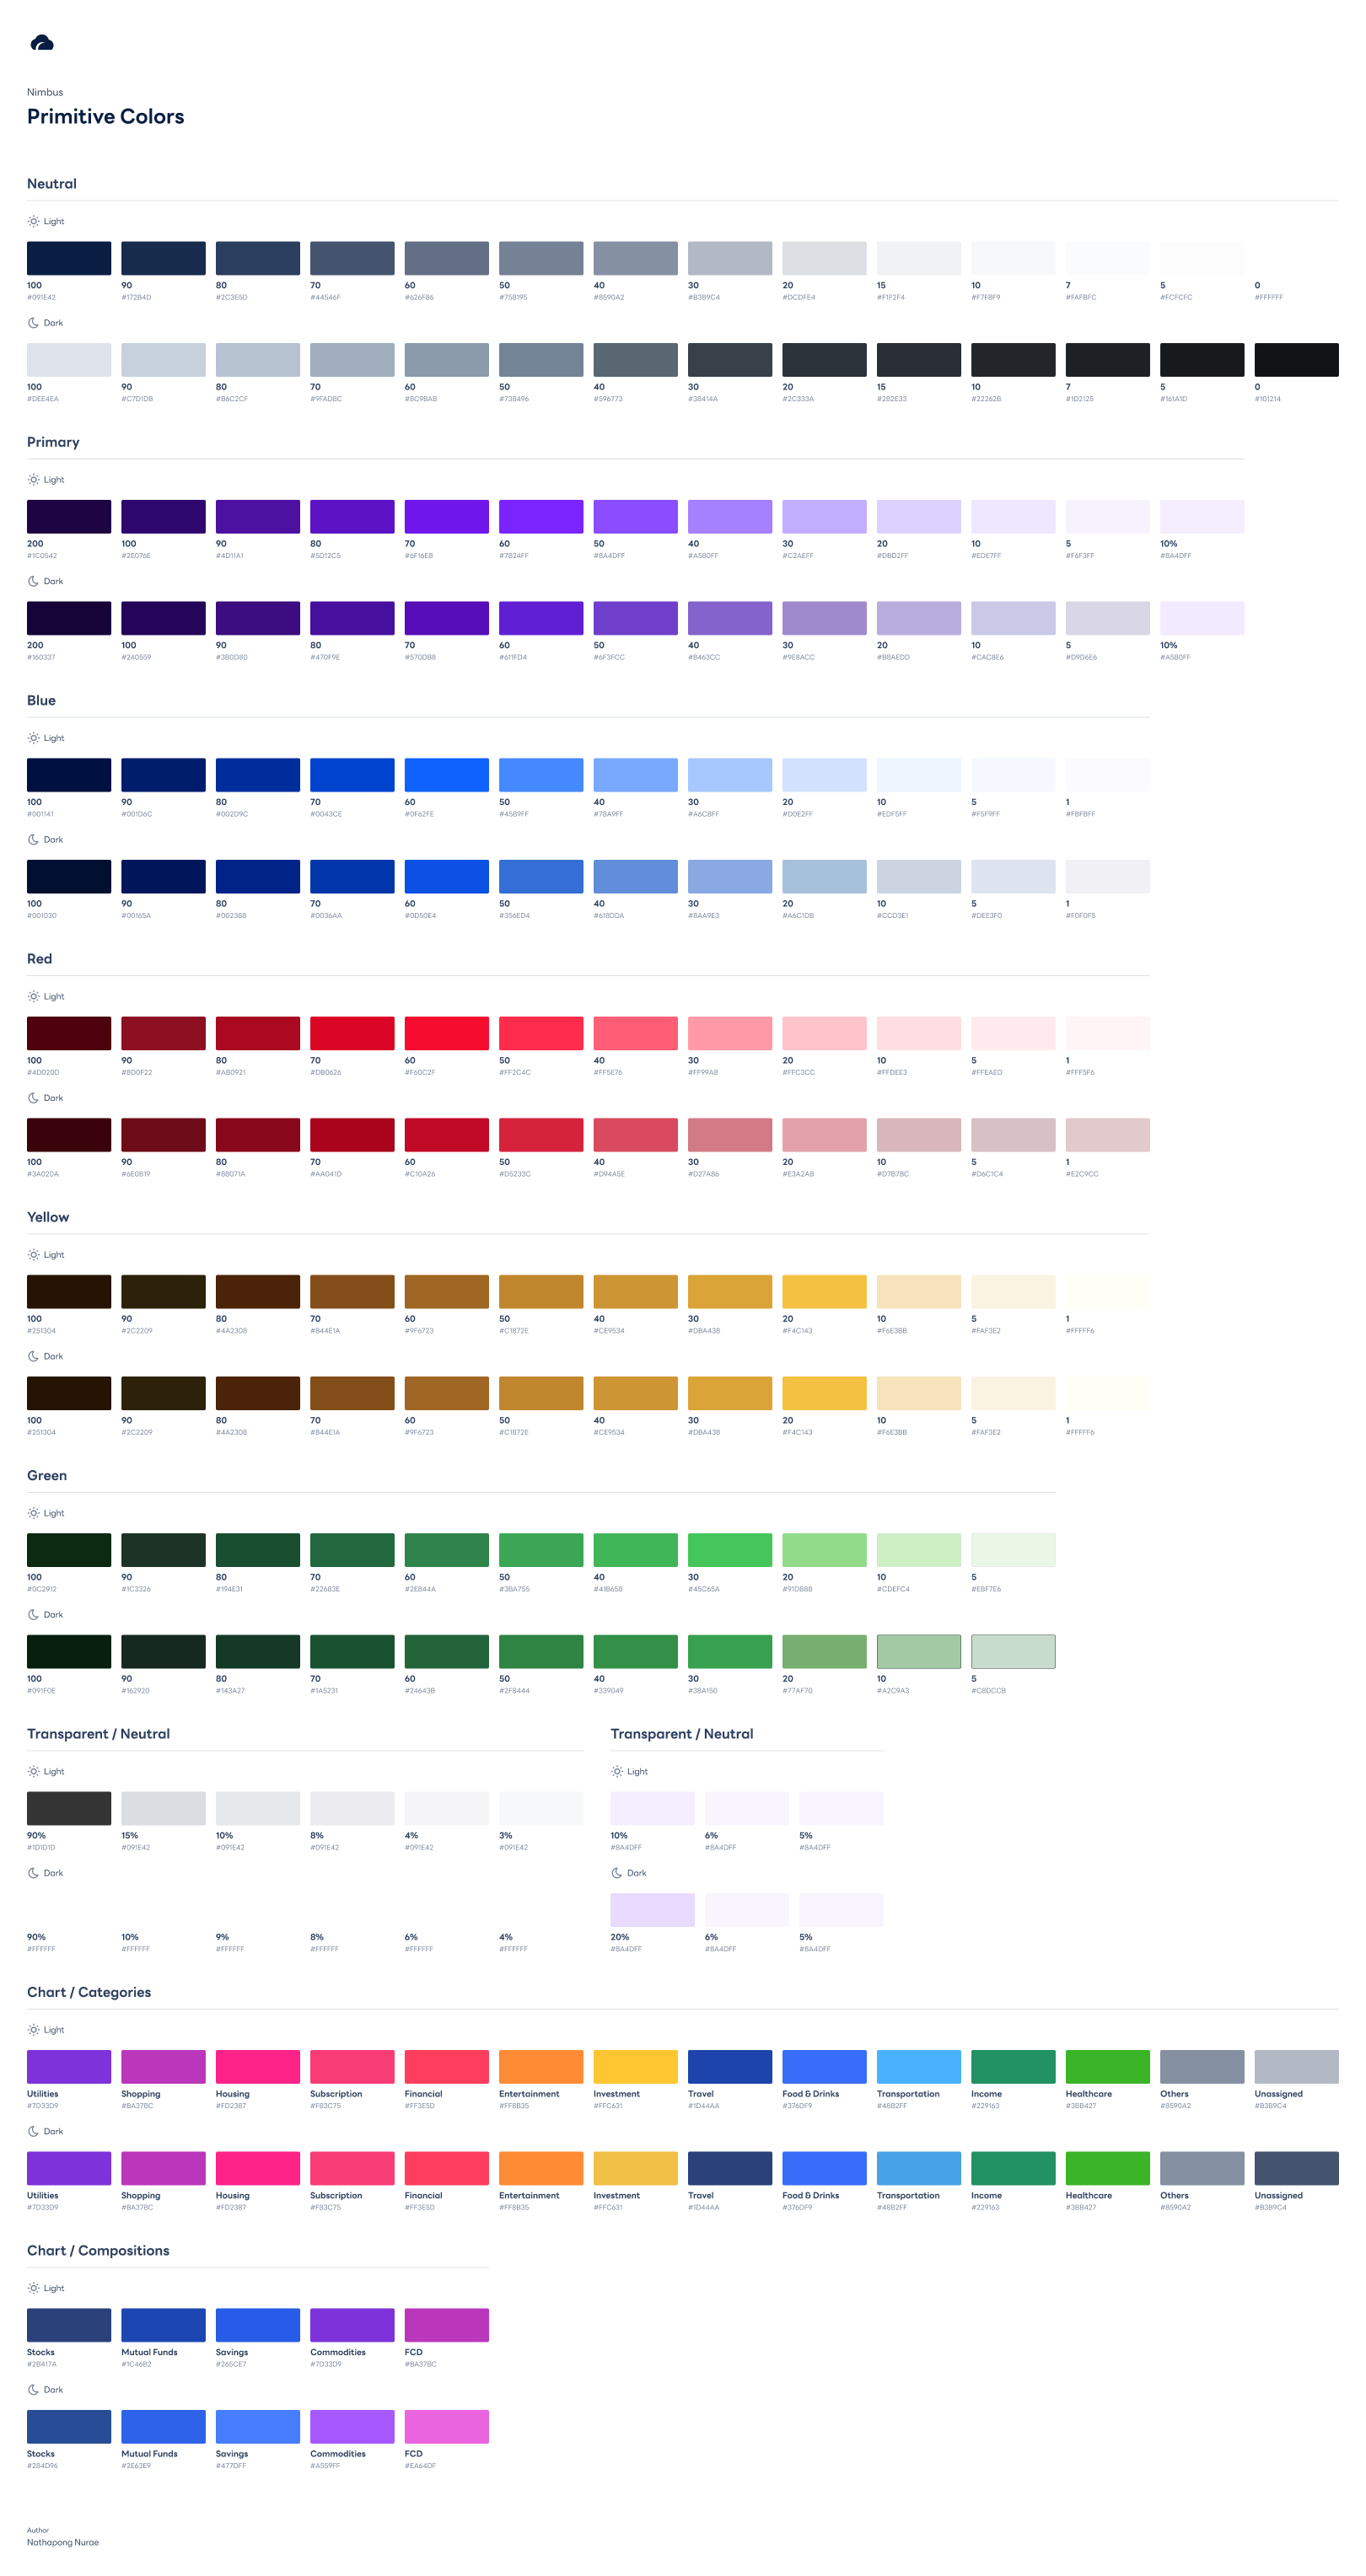 Nimbus
Primitive Colors
Neutral
Light
100 90 80 70 60 50 40 30 20 15 10 7 5 0
#091E42 #172B4D #2C3E5D #44546F #626F86 #758195 #8590A2 #B3B9C4 #DCDFE4 #F1F2F4 #F7F8F9 #FAFBFC #FCFCFC #FFFFFF
Dark
100 90 80 70 60 50 40 30 20 15 10 7 5 0
#DEE4EA #C7D1DB #B6C2CF #9FADBC #8C9BAB #738496 #596773 #38414A #2C333A #282E33 #22262B #1D2125 #161A1D #101214
Primary
Light
200 100 90 80 70 60 50 40 30 20 10 5 10%
#1C0542 #2E076E #4D11A1 #5D12C5 #6F16EB #7B24FF #8A4DFF #A580FF #C2AEFF #DBD2FF #EDE7FF #F6F3FF #8A4DFF
Dark
200 100 90 80 70 60 50 40 30 20 10 5 10%
#160337 #240559 #3B0D80 #470F9E #570DB8 #611FD4 #6F3FCC #8463CC #9E8ACC #B8AEDD #CAC8E6 #D9D6E6 #A580FF
Blue
Light
100 90 80 70 60 50 40 30 20 10 5 1
#001141 #001D6C #002D9C #0043CE #0F62FE #4589FF #78A9FF #A6C8FF #D0E2FF #EDF5FF #F5F9FF #FBFBFF
Dark
100 90 80 70 60 50 40 30 20 10 5 1
#001030 #00165A #002388 #0036AA #0D50E4 #356ED4 #618DDA #8AA9E3 #A6C1DB #CCD3E1 #DEE3F0 #F0F0F5
Red
Light
100 90 80 70 60 50 40 30 20 10 5 1
#4D020D #8D0F22 #AB0921 #DB0626 #F60C2F #FF2C4C #FF5E76 #FF99A8 #FFC3CC #FFDEE3 #FFEAED #FFF5F6
Dark
100 90 80 70 60 50 40 30 20 10 5 1
#3A020A #6E0B19 #88071A #AA041D #C10A26 #D5233C #D94A5E #D27A86 #E3A2AB #D7B7BC #D6C1C4 #E2C9CC
Yellow
Light
100 90 80 70 60 50 40 30 20 10 5 1
#251304 #2C2209 #4A2308 #844E1A #9F6723 #C1872E #CE9534 #DBA438 #F4C143 #F6E3BB #FAF3E2 #FFFFF6
Dark
100 90 80 70 60 50 40 30 20 10 5 1
#251304 #2C2209 #4A2308 #844E1A #9F6723 #C1872E #CE9534 #DBA438 #F4C143 #F6E3BB #FAF3E2 #FFFFF6
Green
Light
100 90 80 70 60 50 40 30 20 10 5
#0C2912 #1C3326 #194E31 #22683E #2E844A #3BA755 #41B658 #45C65A #91DB8B #CDEFC4 #EBF7E6
Dark
100 90 80 70 60 50 40 30 20 10 5
#091F0E #162920 #143A27 #1A5231 #24643B #2F8444 #339049 #38A150 #77AF70 #A2C9A3 #C8DCCB
Transparent / Neutral
Light
90% 15% 10% 8% 4% 3%
#1D1D1D #091E42 #091E42 #091E42 #091E42 #091E42
Dark
90% 10% 9% 8% 6% 4%
#FFFFFF #FFFFFF #FFFFFF #FFFFFF #FFFFFF #FFFFFF
Transparent / Neutral
Light
10% 6% 5%
#8A4DFF #8A4DFF #8A4DFF
Dark
20% 6% 5%
#8A4DFF #8A4DFF #8A4DFF
Chart / Categories
Light
Utilities Shopping Housing Subscription Financial Entertainment Investment Travel Food & Drinks Transportation Income Healthcare Others Unassigned
#7D33D9 #BA37BC #FD2387 #F83C75 #FF3E5D #FF8B35 #FFC631 #1D44AA #376DF9 #48B2FF #229163 #3BB427 #8590A2 #B3B9C4
Dark
Utilities Shopping Housing Subscription Financial Entertainment Investment Travel Food & Drinks Transportation Income Healthcare Others Unassigned
#7D33D9 #BA37BC #FD2387 #F83C75 #FF3E5D #FF8B35 #FFC631 #1D44AA #376DF9 #48B2FF #229163 #3BB427 #8590A2 #B3B9C4
Chart / Compositions
Light
Stocks Mutual Funds Savings Commodities FCD
#2B417A #1C46B2 #265CE7 #7D33D9 #BA37BC
Dark
Stocks Mutual Funds Savings Commodities FCD
#284D96 #2E63E9 #477DFF #A559FF #EA64DF
Author
Nathapong Nurae